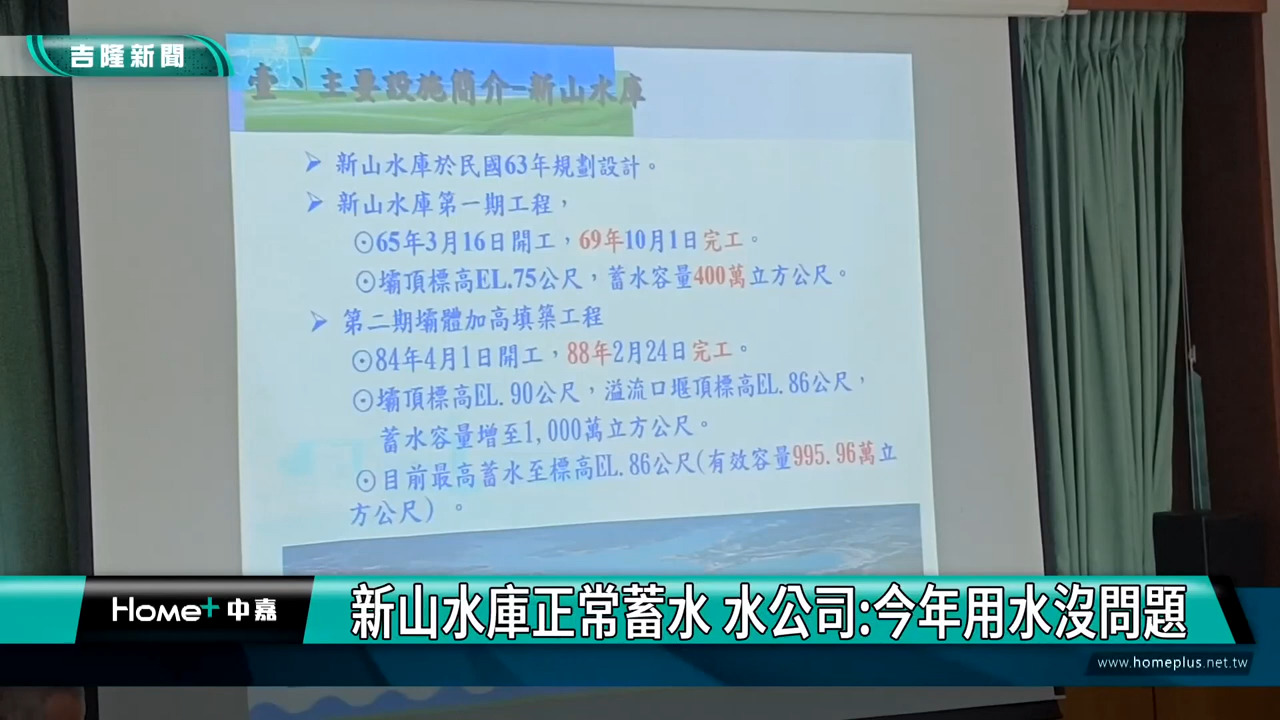 吉隆新聞
壹、主要設施簡介-新山水庫
➢ 新山水庫於民國63年規劃設計。
➢ 新山水庫第一期工程，
⊙65年3月16日開工，69年10月1日完工。
⊙壩頂標高EL.75公尺，蓄水容量400萬立方公尺。
➢ 第二期壩體加高填築工程
⊙84年4月1日開工，88年2月24日完工。
⊙壩頂標高EL.90公尺，溢流口堰頂標高EL.86公尺，
蓄水容量增至1,000萬立方公尺。
⊙目前最高蓄水至標高EL.86公尺(有效容量995.96萬立
方公尺)。
Home+中嘉
新山水庫正常蓄水 水公司:今年用水沒問題
www.homeplus.net.tw